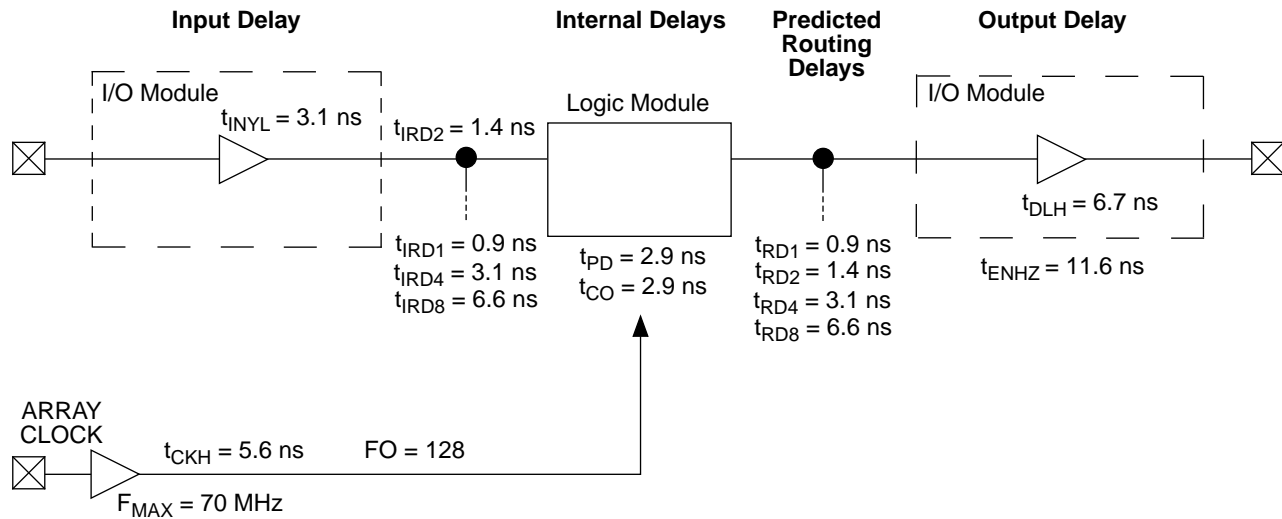 Input Delay
Internal Delays
Predicted
Routing
Delays
Output Delay
I/O Module
tINYL = 3.1 ns
tIRD2 = 1.4 ns
Logic Module
I/O Module
tDLH = 6.7 ns
tIRD1 = 0.9 ns
tIRD4 = 3.1 ns
tIRD8 = 6.6 ns
tPD = 2.9 ns
tCO = 2.9 ns
tRD1 = 0.9 ns
tRD2 = 1.4 ns
tRD4 = 3.1 ns
tRD8 = 6.6 ns
tENHZ = 11.6 ns
ARRAY
CLOCK
tCKH = 5.6 ns
FO = 128
FMAX = 70 MHz